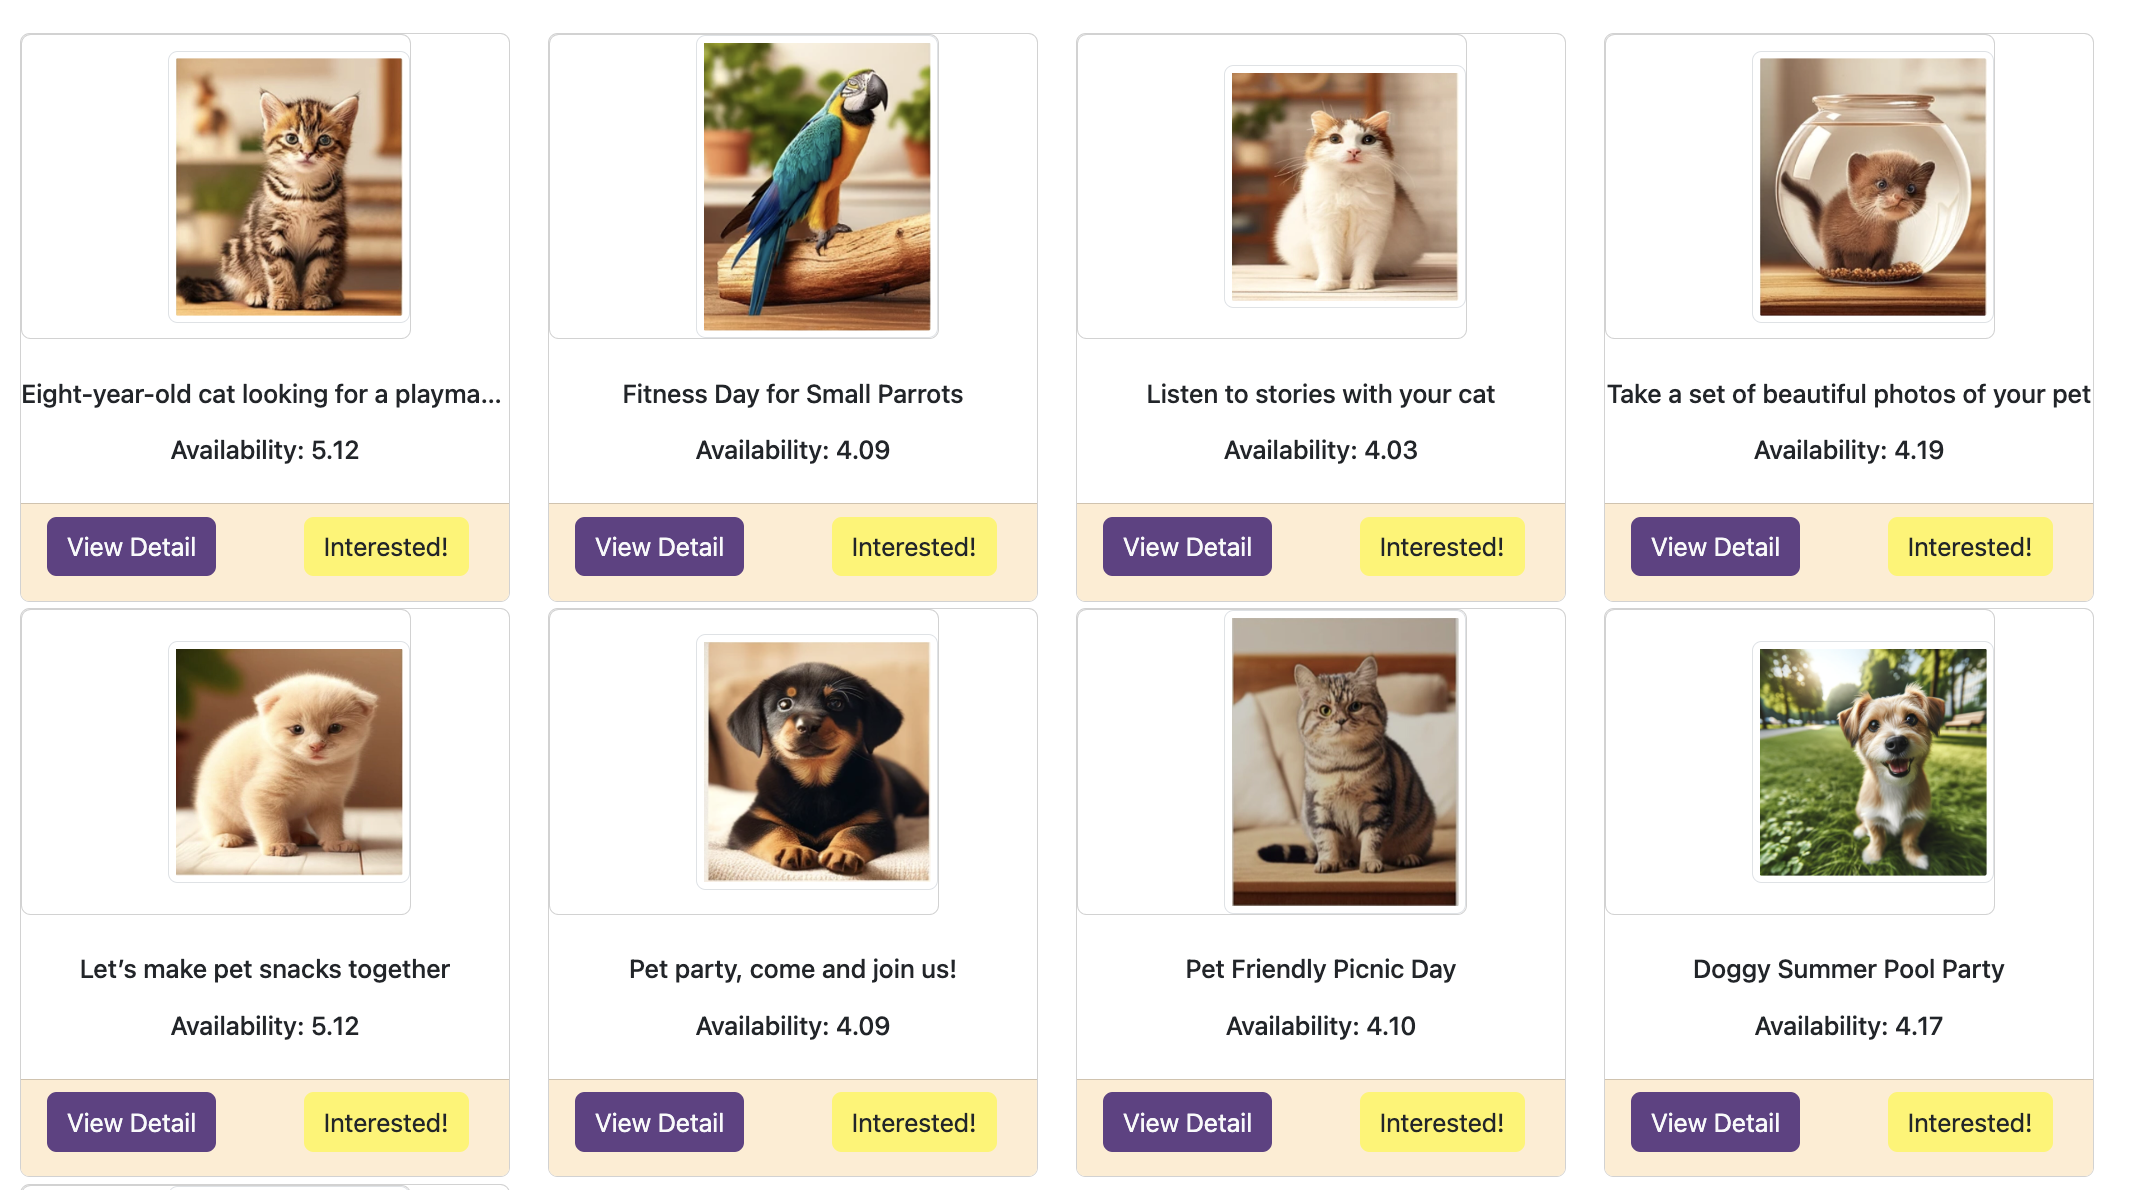 Eight-year-old cat looking for a playma...
Availability: 5.12
View Detail
Interested!
Fitness Day for Small Parrots
Availability: 4.09
View Detail
Interested!
Listen to stories with your cat
Availability: 4.03
View Detail
Interested!
Take a set of beautiful photos of your pet
Availability: 4.19
View Detail
Interested!
Let’s make pet snacks together
Availability: 5.12
View Detail
Interested!
Pet party, come and join us!
Availability: 4.09
View Detail
Interested!
Pet Friendly Picnic Day
Availability: 4.10
View Detail
Interested!
Doggy Summer Pool Party
Availability: 4.17
View Detail
Interested!